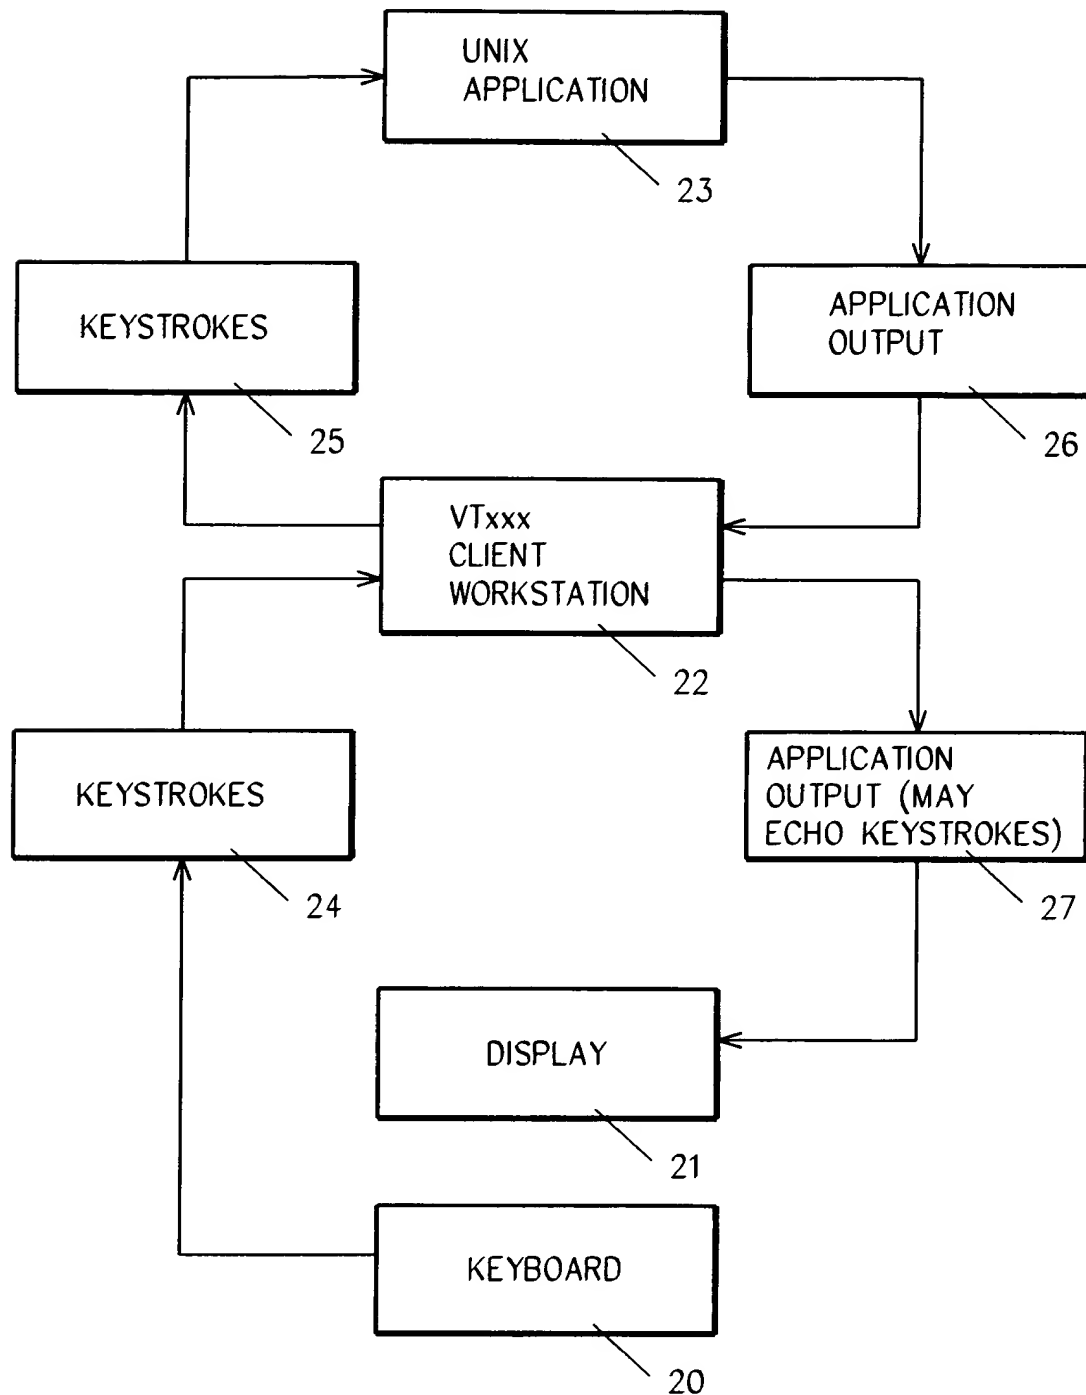 UNIX
APPLICATION
23
KEYSTROKES
25
APPLICATION
OUTPUT
26
VTxxx
CLIENT
WORKSTATION
22
KEYSTROKES
24
APPLICATION
OUTPUT (MAY
ECHO KEYSTROKES)
27
DISPLAY
21
KEYBOARD
20